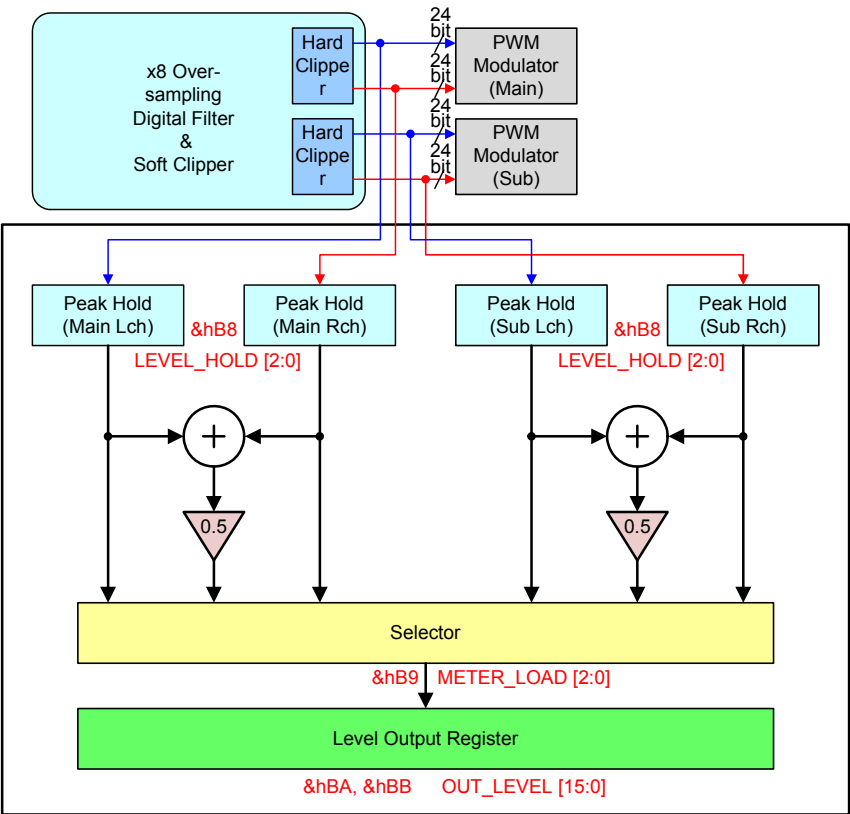 x8 Over-
sampling
Digital Filter
&
Soft Clipper
Hard
Clippe
r
24
bit
24
bit
PWM
Modulator
(Main)
Hard
Clippe
r
24
bit
24
bit
PWM
Modulator
(Sub)
Peak Hold
(Main Lch)
&hB8
Peak Hold
(Main Rch)
LEVEL_HOLD [2:0]
Peak Hold
(Sub Lch)
&hB8
Peak Hold
(Sub Rch)
LEVEL_HOLD [2:0]
+
+
0.5
0.5
Selector
&hB9 METER_LOAD [2:0]
Level Output Register
&hBA, &hBB OUT_LEVEL [15:0]